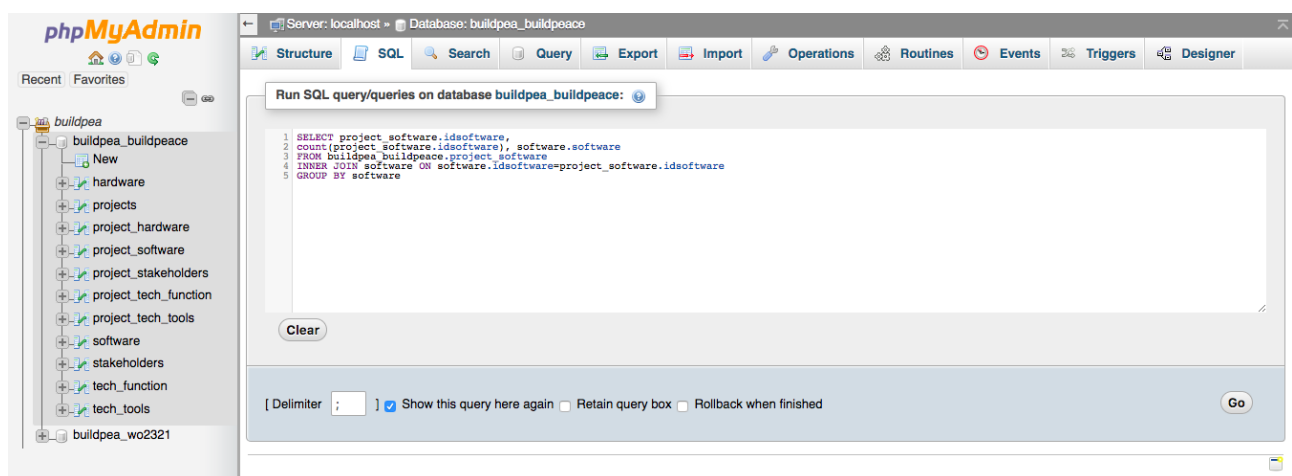 phpMyAdmin
Recent Favorites
buildpea
buildpea_buildpeace
New
hardware
projects
project_hardware
project_software
project_stakeholders
project_tech_function
project_tech_tools
software
stakeholders
tech_function
tech_tools
buildpea_wo2321
Server: localhost » Database: buildpea_buildpeace
Structure SQL Search Query Export Import Operations Routines Events Triggers Designer
Run SQL query/queries on database buildpea_buildpeace:
1 SELECT project_software.idsoftware,
2 count(project_software.idsoftware), software.software
3 FROM buildpea_buildpeace.project_software
4 INNER JOIN software ON software.idsoftware=project_software.idsoftware
5 GROUP BY software
Clear
[ Delimiter ; ] Show this query here again Retain query box Rollback when finished
Go